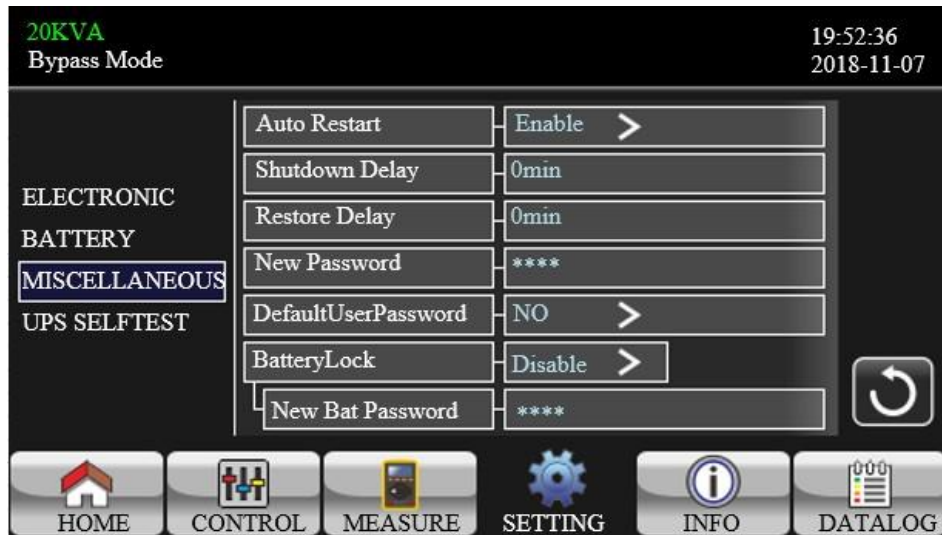 20KVA
Bypass Mode
19:52:36
2018-11-07
ELECTRONIC
BATTERY
MISCELLANEOUS
UPS SELFTEST
Auto Restart Enable >
Shutdown Delay 0min
Restore Delay 0min
New Password ****
DefaultUserPassword NO >
BatteryLock Disable >
New Bat Password ****
HOME CONTROL MEASURE SETTING INFO DATALOG